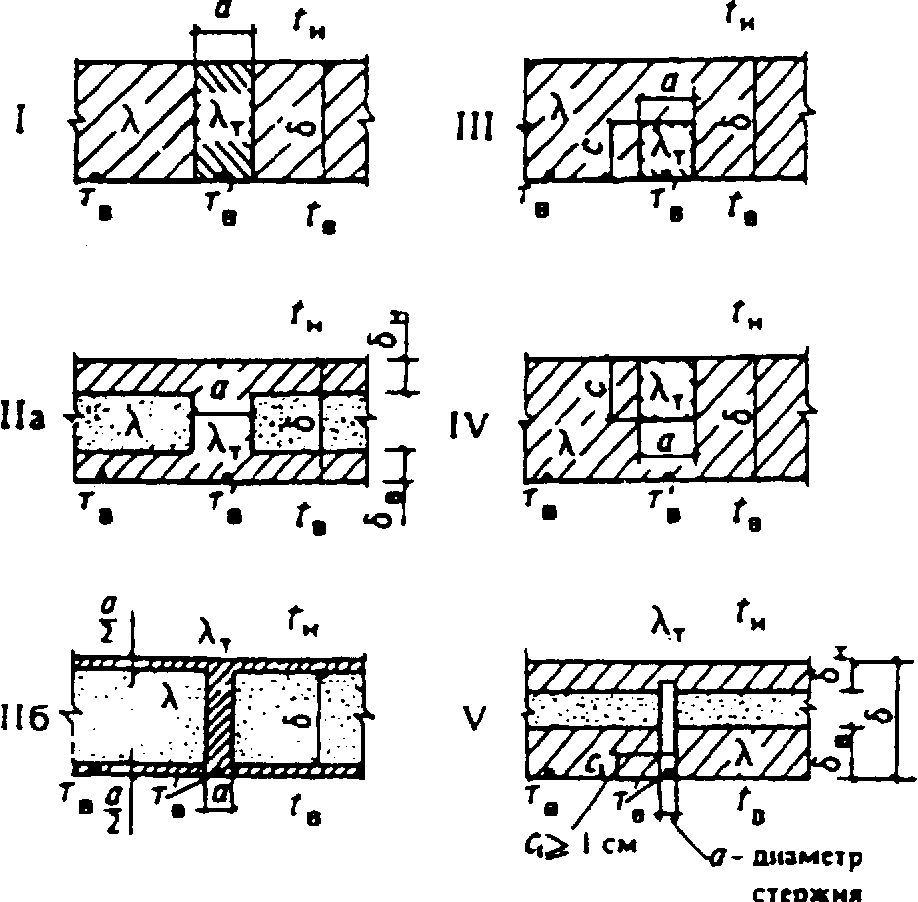 a tн
I λ λт δ
τв τ'в tв
tн
III λ a c λт δ
τв τ'в tв
tн δн
IIа λ a λт δ
τв τ'в tв δв
tн
IV c λт λ a δ
τв τ'в tв
a/2 λт tн
IIб λ δ
τв a/2 τ'в a tв
λт tн δн
V c₁ λ δв δ
τв τ'в tв
c₁ ⩾ 1 см
a - диаметр
стержня